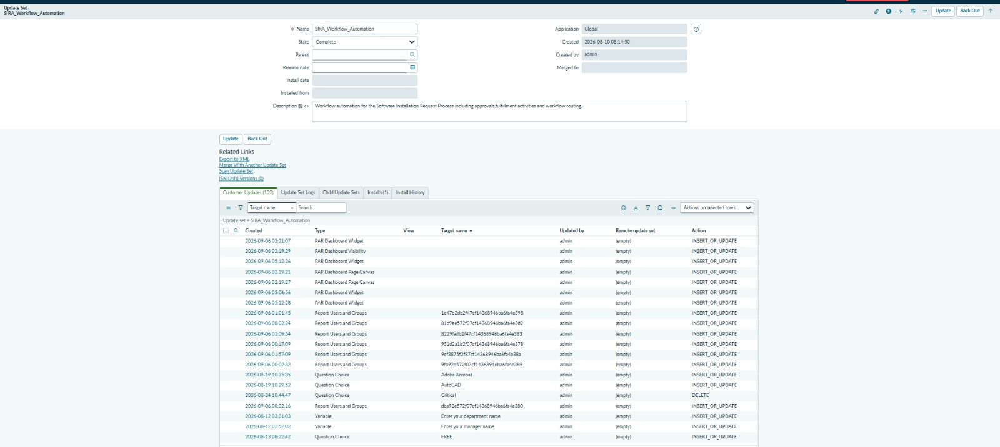 Update Set
SIRA_Workflow_Automation
Update Back Out
Name SIRA_Workflow_Automation
State Complete
Parent
Release date
Install date
Installed from
Application Global
Created 2026-08-10 08:14:50
Created by admin
Merged to
Description Workflow automation for the Software Installation Request Process including approvals,fulfillment activities and workflow routing.
Update Back Out
Related Links
Export to XML
Merge With Another Update Set
Scan Update Set
[SN Utils] Versions (0)
Customer Updates (102) Update Set Logs Child Update Sets Installs (1) Install History
Target name Search Actions on selected rows...
Update set = SIRA_Workflow_Automation
Created Type View Target name Updated by Remote update set Action
2026-09-06 03:21:07 PAR Dashboard Widget admin (empty) INSERT_OR_UPDATE
2026-09-06 02:19:29 PAR Dashboard Visibility admin (empty) INSERT_OR_UPDATE
2026-09-06 05:12:26 PAR Dashboard Widget admin (empty) INSERT_OR_UPDATE
2026-09-06 02:19:21 PAR Dashboard Page Canvas admin (empty) INSERT_OR_UPDATE
2026-09-06 02:19:27 PAR Dashboard Page Canvas admin (empty) INSERT_OR_UPDATE
2026-09-06 03:06:56 PAR Dashboard Widget admin (empty) INSERT_OR_UPDATE
2026-09-06 05:12:28 PAR Dashboard Widget admin (empty) INSERT_OR_UPDATE
2026-09-06 01:01:45 Report Users and Groups 1e47b2db2f47cf14368946ba6fa4e398 admin (empty) INSERT_OR_UPDATE
2026-09-06 00:02:24 Report Users and Groups 81b9ee572f07cf14368946ba6fa4e3d2 admin (empty) INSERT_OR_UPDATE
2026-09-06 01:09:54 Report Users and Groups 8229fadb2f47cf14368946ba6fa4e383 admin (empty) INSERT_OR_UPDATE
2026-09-06 00:17:09 Report Users and Groups 951d2a1b2f07cf14368946ba6fa4e378 admin (empty) INSERT_OR_UPDATE
2026-09-06 01:57:09 Report Users and Groups 9ef3875f2f87cf14368946ba6fa4e38a admin (empty) INSERT_OR_UPDATE
2026-09-06 00:02:32 Report Users and Groups 9fb92e572f07cf14368946ba6fa4e389 admin (empty) INSERT_OR_UPDATE
2026-08-19 10:35:35 Question Choice Adobe Acrobat admin (empty) INSERT_OR_UPDATE
2026-08-19 10:29:52 Question Choice AutoCAD admin (empty) INSERT_OR_UPDATE
2026-08-24 10:44:47 Question Choice Critical admin (empty) DELETE
2026-09-06 00:02:16 Report Users and Groups dba92e572f07cf14368946ba6fa4e380 admin (empty) INSERT_OR_UPDATE
2026-08-12 03:01:03 Variable Enter your department name admin (empty) INSERT_OR_UPDATE
2026-08-12 02:52:02 Variable Enter your manager name admin (empty) INSERT_OR_UPDATE
2026-08-13 08:22:42 Question Choice FREE admin (empty) INSERT_OR_UPDATE